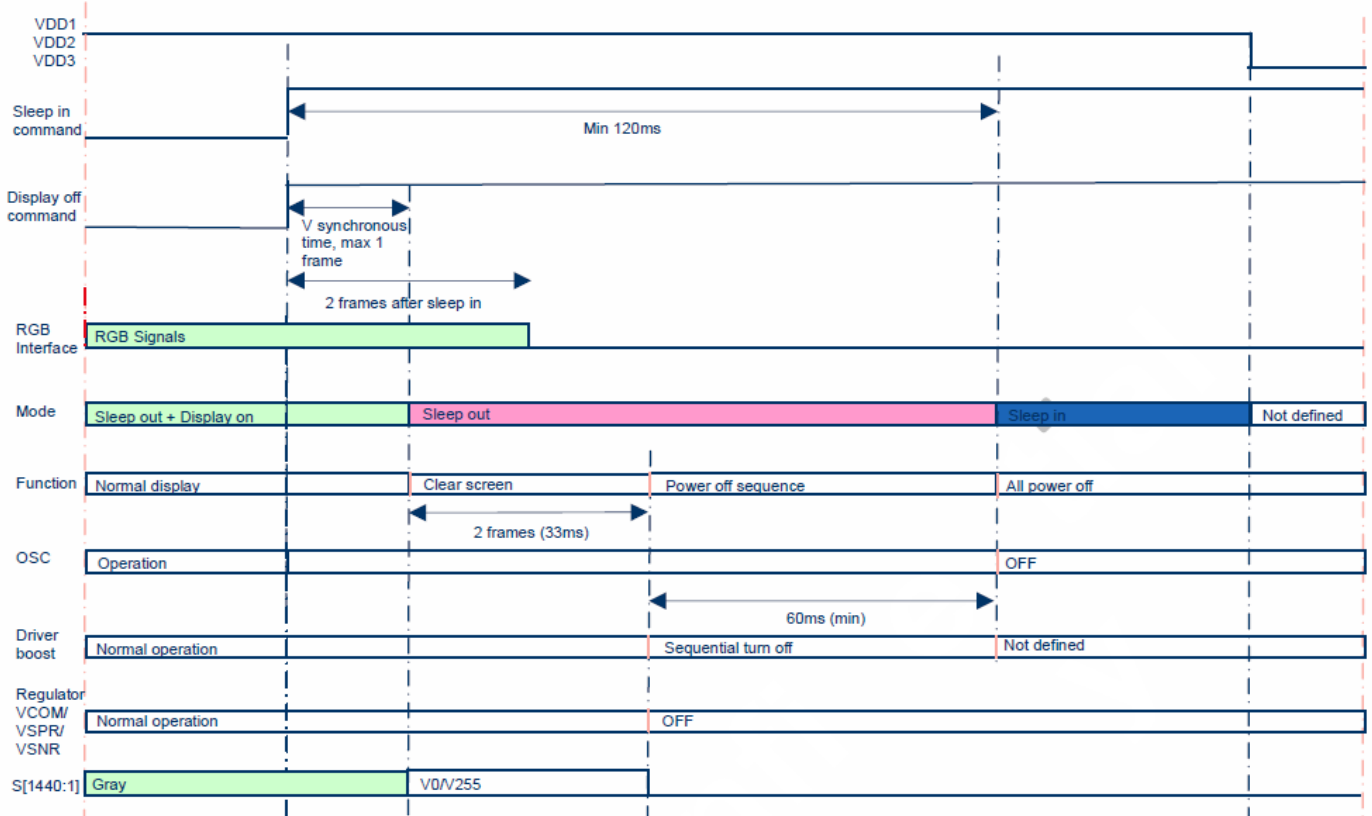 VDD1
VDD2
VDD3
Sleep in
command
Min 120ms
Display off
command
V synchronous
time, max 1
frame
2 frames after sleep in
RGB
Interface
RGB Signals
Mode
Sleep out + Display on
Sleep out
Sleep in
Not defined
Function
Normal display
Clear screen
Power off sequence
All power off
2 frames (33ms)
OSC
Operation
OFF
60ms (min)
Driver
boost
Normal operation
Sequential turn off
Not defined
Regulator
VCOM/
VSPR/
VSNR
Normal operation
OFF
S[1440:1]
Gray
V0/V255